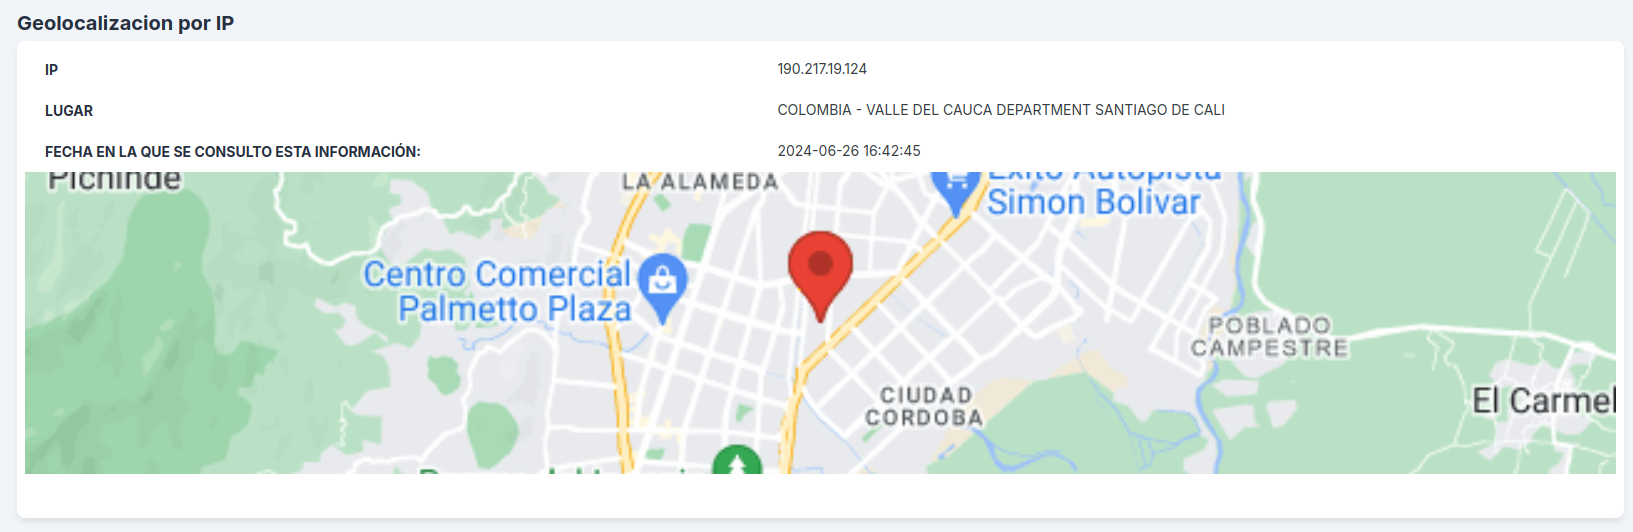 Geolocalizacion por IP
IP
190.217.19.124
LUGAR
COLOMBIA - VALLE DEL CAUCA DEPARTMENT SANTIAGO DE CALI
FECHA EN LA QUE SE CONSULTO ESTA INFORMACIÓN:
2024-06-26 16:42:45
Pichinde
LA ALAMEDA
Exito Autopista
Simon Bolivar
Centro Comercial
Palmetto Plaza
POBLADO
CAMPESTRE
CIUDAD
CORDOBA
El Carmel